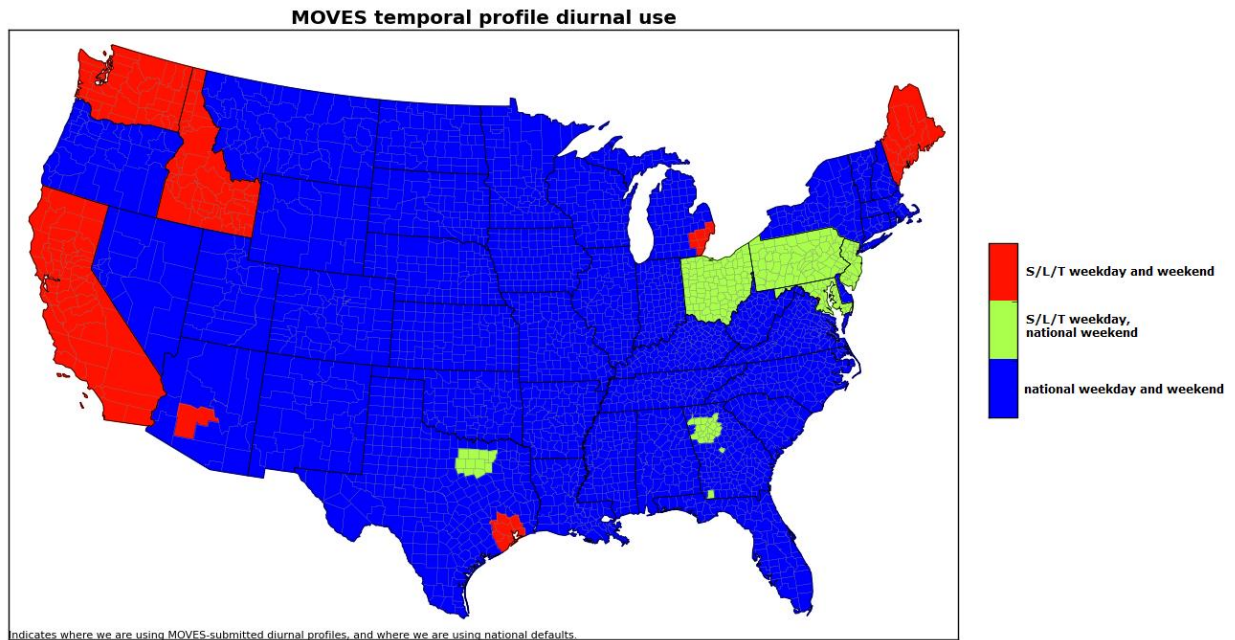 MOVES temporal profile diurnal use
S/L/T weekday and weekend
S/L/T weekday,
national weekend
national weekday and weekend
Indicates where we are using MOVES-submitted diurnal profiles, and where we are using national defaults.